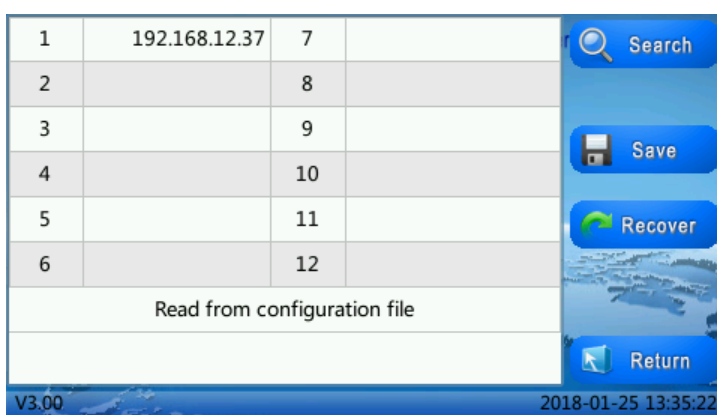 1 192.168.12.37 7
2 8
3 9
4 10
5 11
6 12
Read from configuration file
Search
Save
Recover
Return
V3.00 2018-01-25 13:35:22